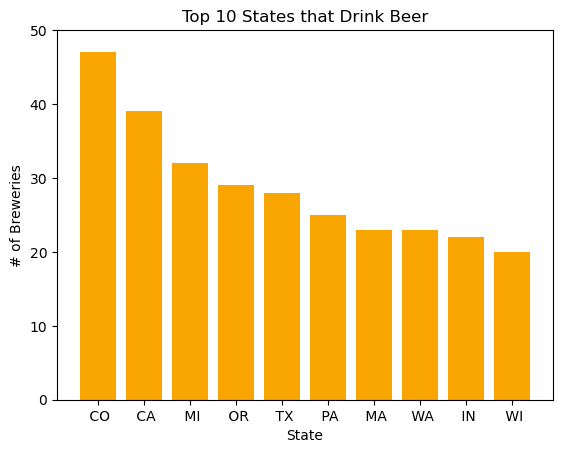 Top 10 States that Drink Beer
50
40
30
20
10
0
# of Breweries
CO CA MI OR TX PA MA WA IN WI
State